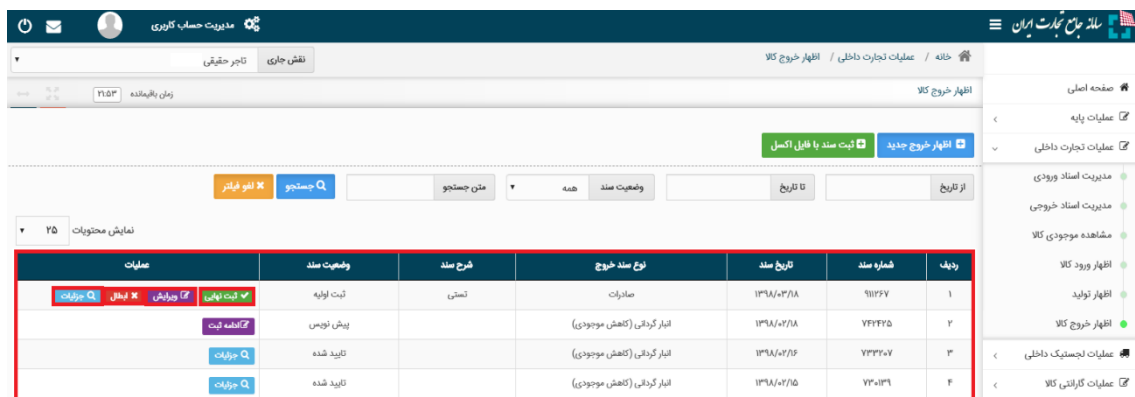 سامانه جامع تجارت ایران
مدیریت حساب کاربری
خانه / عملیات تجارت داخلی / اظهار خروج کالا
نقش جاری تاجر حقیقی
اظهار خروج کالا
زمان باقیمانده ۲۱:۵۳
صفحه اصلی
عملیات پایه
عملیات تجارت داخلی
مدیریت اسناد ورودی
مدیریت اسناد خروجی
مشاهده موجودی کالا
اظهار ورود کالا
اظهار تولید
اظهار خروج کالا
عملیات لجستیک داخلی
عملیات گارانتی کالا
اظهار خروج جدید ثبت سند با فایل اکسل
از تاریخ تا تاریخ وضعیت سند همه متن جستجو جستجو لغو فیلتر
نمایش محتویات ۲۵
ردیف شماره سند تاریخ سند نوع سند خروج شرح سند وضعیت سند عملیات
۱ ۹۱۱۲۶۷ ۱۳۹۸/۰۳/۱۸ صادرات تستی ثبت اولیه ثبت نهایی ویرایش ابطال جزئیات
۲ ۷۴۲۴۲۵ ۱۳۹۸/۰۲/۱۸ انبار گردانی (کاهش موجودی) پیش نویس ادامه ثبت
۳ ۷۳۳۲۰۷ ۱۳۹۸/۰۲/۱۶ انبار گردانی (کاهش موجودی) تایید شده جزئیات
۴ ۷۳۰۱۳۹ ۱۳۹۸/۰۲/۱۵ انبار گردانی (کاهش موجودی) تایید شده جزئیات